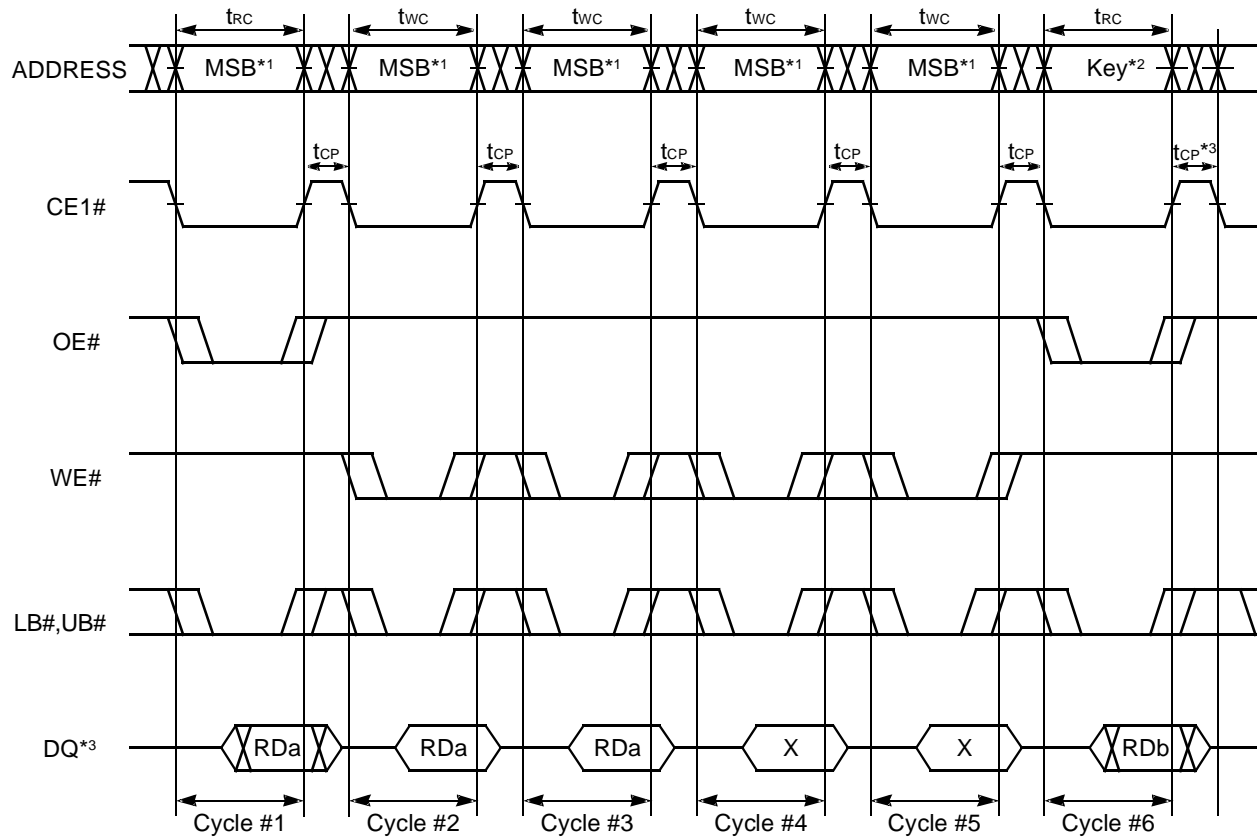 tRC tWC tWC tWC tWC tRC
ADDRESS MSB*1 MSB*1 MSB*1 MSB*1 MSB*1 Key*2
tCP tCP tCP tCP tCP tCP*3
CE1#
OE#
WE#
LB#,UB#
DQ*3 RDa RDa RDa X X RDb
Cycle #1 Cycle #2 Cycle #3 Cycle #4 Cycle #5 Cycle #6